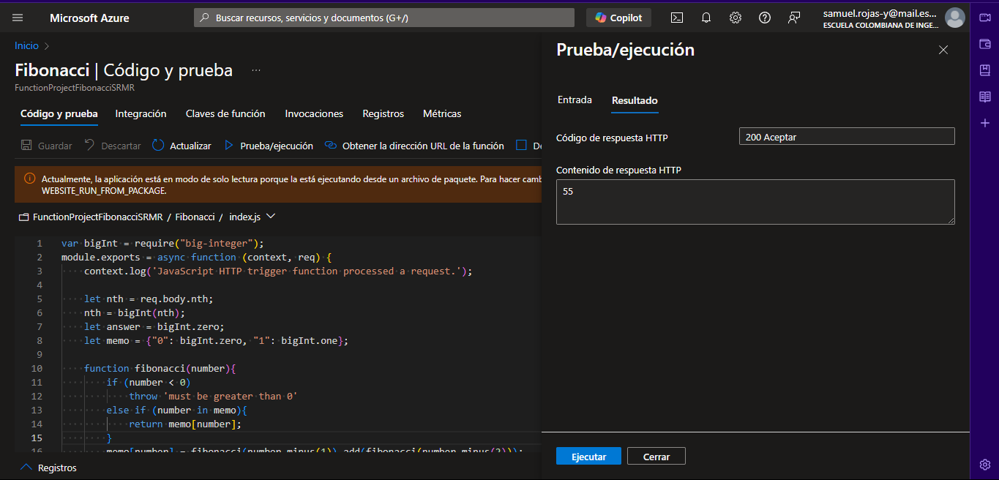 Microsoft Azure
Buscar recursos, servicios y documentos (G+/)
Copilot
samuel.rojas-y@mail.es...
ESCUELA COLOMBIANA DE INGE...
Inicio
Fibonacci | Código y prueba ...
FunctionProjectFibonacciSRMR
Código y prueba Integración Claves de función Invocaciones Registros Métricas
Guardar Descartar Actualizar Prueba/ejecución Obtener la dirección URL de la función De
Actualmente, la aplicación está en modo de solo lectura porque la está ejecutando desde un archivo de paquete. Para hacer camb
WEBSITE_RUN_FROM_PACKAGE.
FunctionProjectFibonacciSRMR / Fibonacci / index.js
1 var bigInt = require("big-integer");
2 module.exports = async function (context, req) {
3 context.log('JavaScript HTTP trigger function processed a request.');
4
5 let nth = req.body.nth;
6 nth = bigInt(nth);
7 let answer = bigInt.zero;
8 let memo = {"0": bigInt.zero, "1": bigInt.one};
9
10 function fibonacci(number){
11 if (number < 0)
12 throw 'must be greater than 0'
13 else if (number in memo){
14 return memo[number];
15 }
16 memo[number] = fibonacci(number.minus(1)).add(fibonacci(number.minus(2)));
Registros
Prueba/ejecución
Entrada Resultado
Código de respuesta HTTP
200 Aceptar
Contenido de respuesta HTTP
55
Ejecutar Cerrar